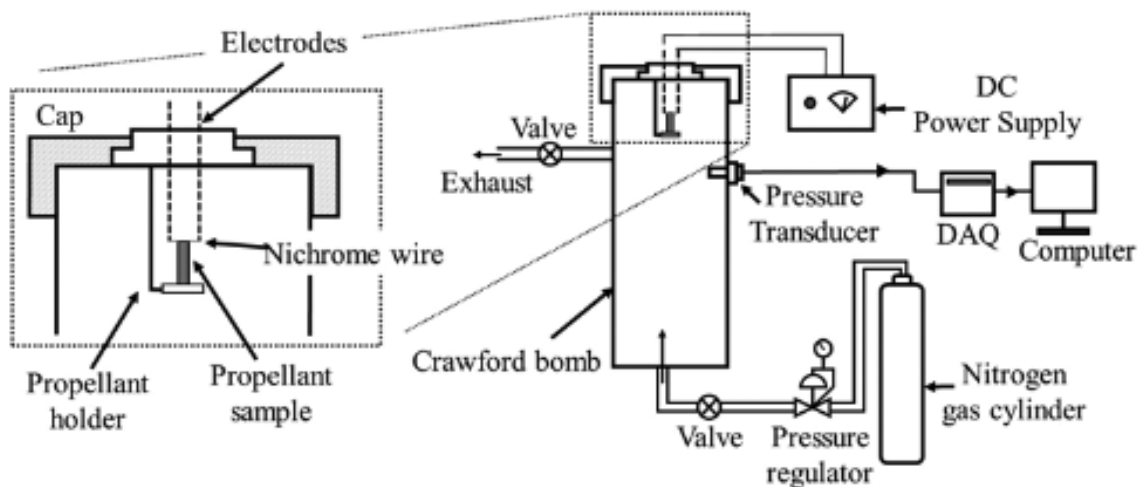 Electrodes
Cap
Nichrome wire
Propellant
holder
Propellant
sample
Valve
Exhaust
DC
Power Supply
Pressure
Transducer
DAQ
Computer
Crawford bomb
Valve
Pressure
regulator
Nitrogen
gas cylinder